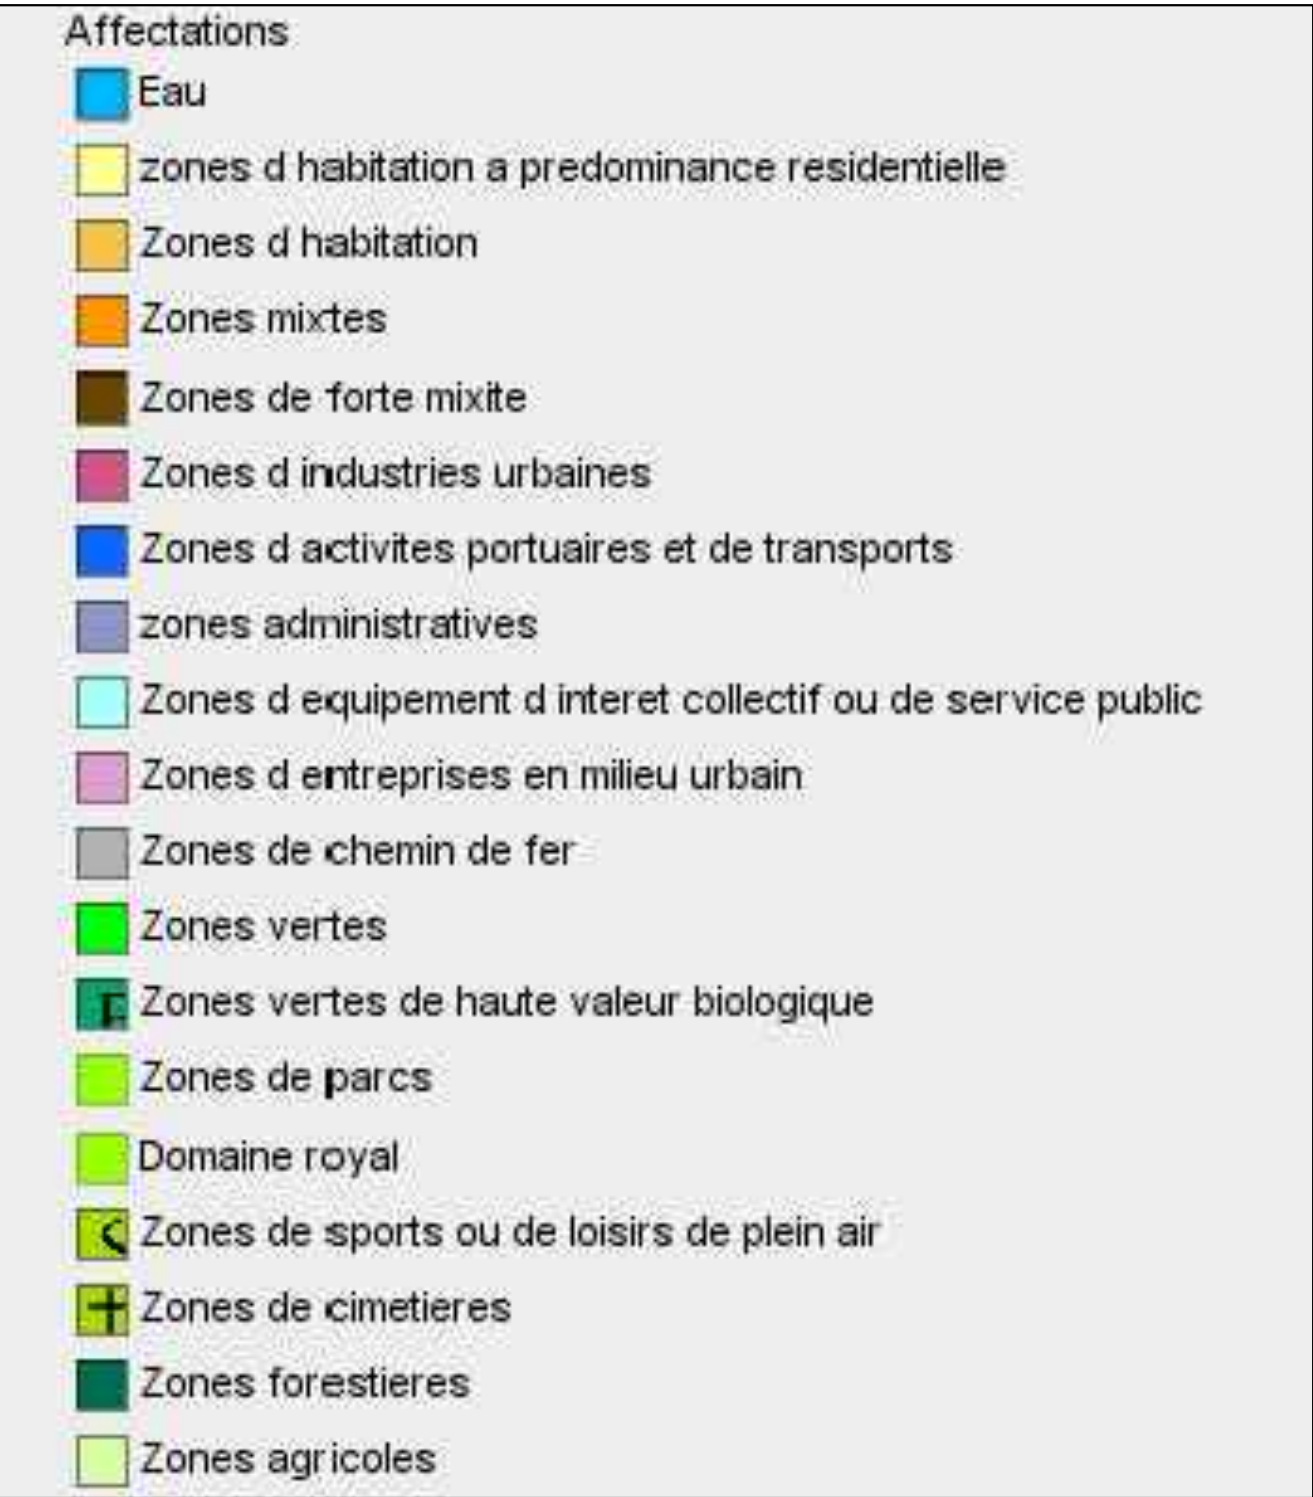 Affectations
Eau
zones d habitation a predominance residentielle
Zones d habitation
Zones mixtes
Zones de forte mixite
Zones d industries urbaines
Zones d activites portuaires et de transports
zones administratives
Zones d equipement d interet collectif ou de service public
Zones d entreprises en milieu urbain
Zones de chemin de fer
Zones vertes
Zones vertes de haute valeur biologique
Zones de parcs
Domaine royal
Zones de sports ou de loisirs de plein air
Zones de cimetieres
Zones forestieres
Zones agricoles